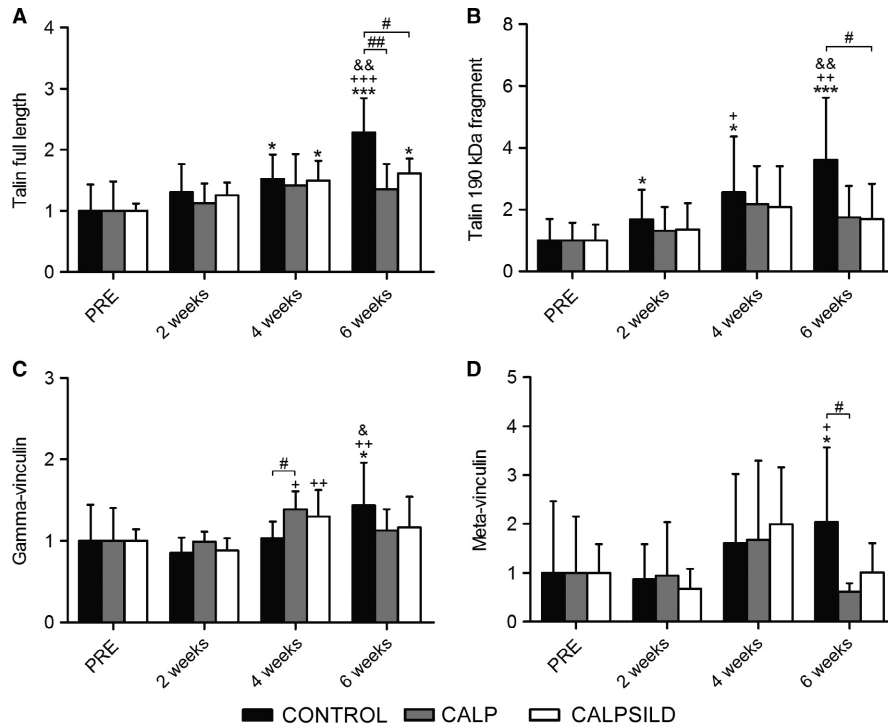 A
Talin full length
4
3
2
1
0
* * &&
+++
*** # ## *
PRE 2 weeks 4 weeks 6 weeks
B
Talin 190 kDa fragment
8
6
4
2
0
* +
* &&
++
*** #
PRE 2 weeks 4 weeks 6 weeks
C
Gamma-vinculin
3
2
1
0
# + ++ &
++
*
PRE 2 weeks 4 weeks 6 weeks
D
Meta-vinculin
5
4
3
2
1
0
+
* #
PRE 2 weeks 4 weeks 6 weeks
CONTROL CALP CALPSILD